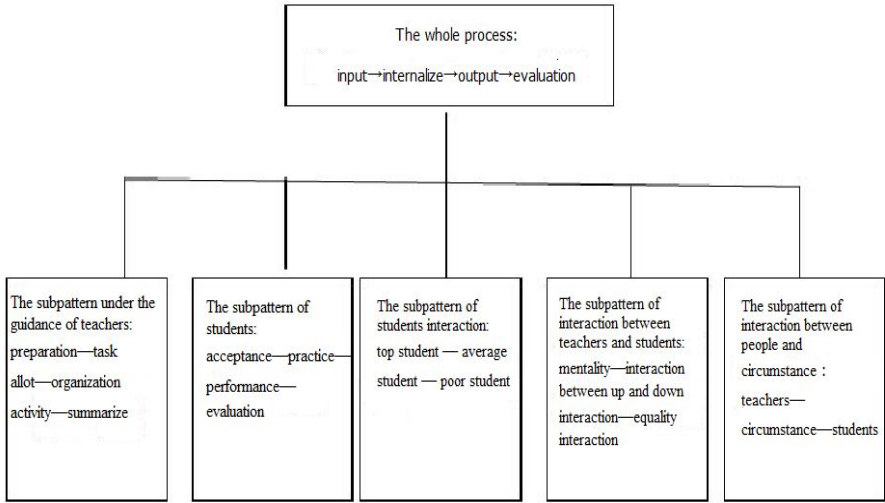 The whole process:
input→internalize→output→evaluation
The subpattern under the
guidance of teachers:
preparation—task
allot—organization
activity—summarize
The subpattern of
students:
acceptance—practice—
performance—
evaluation
The subpattern of
students interaction:
top student — average
student — poor student
The subpattern of
interaction between
teachers and students:
mentality—interaction
between up and down
interaction—equality
interaction
The subpattern of
interaction between
people and
circumstance：
teachers—
circumstance—students